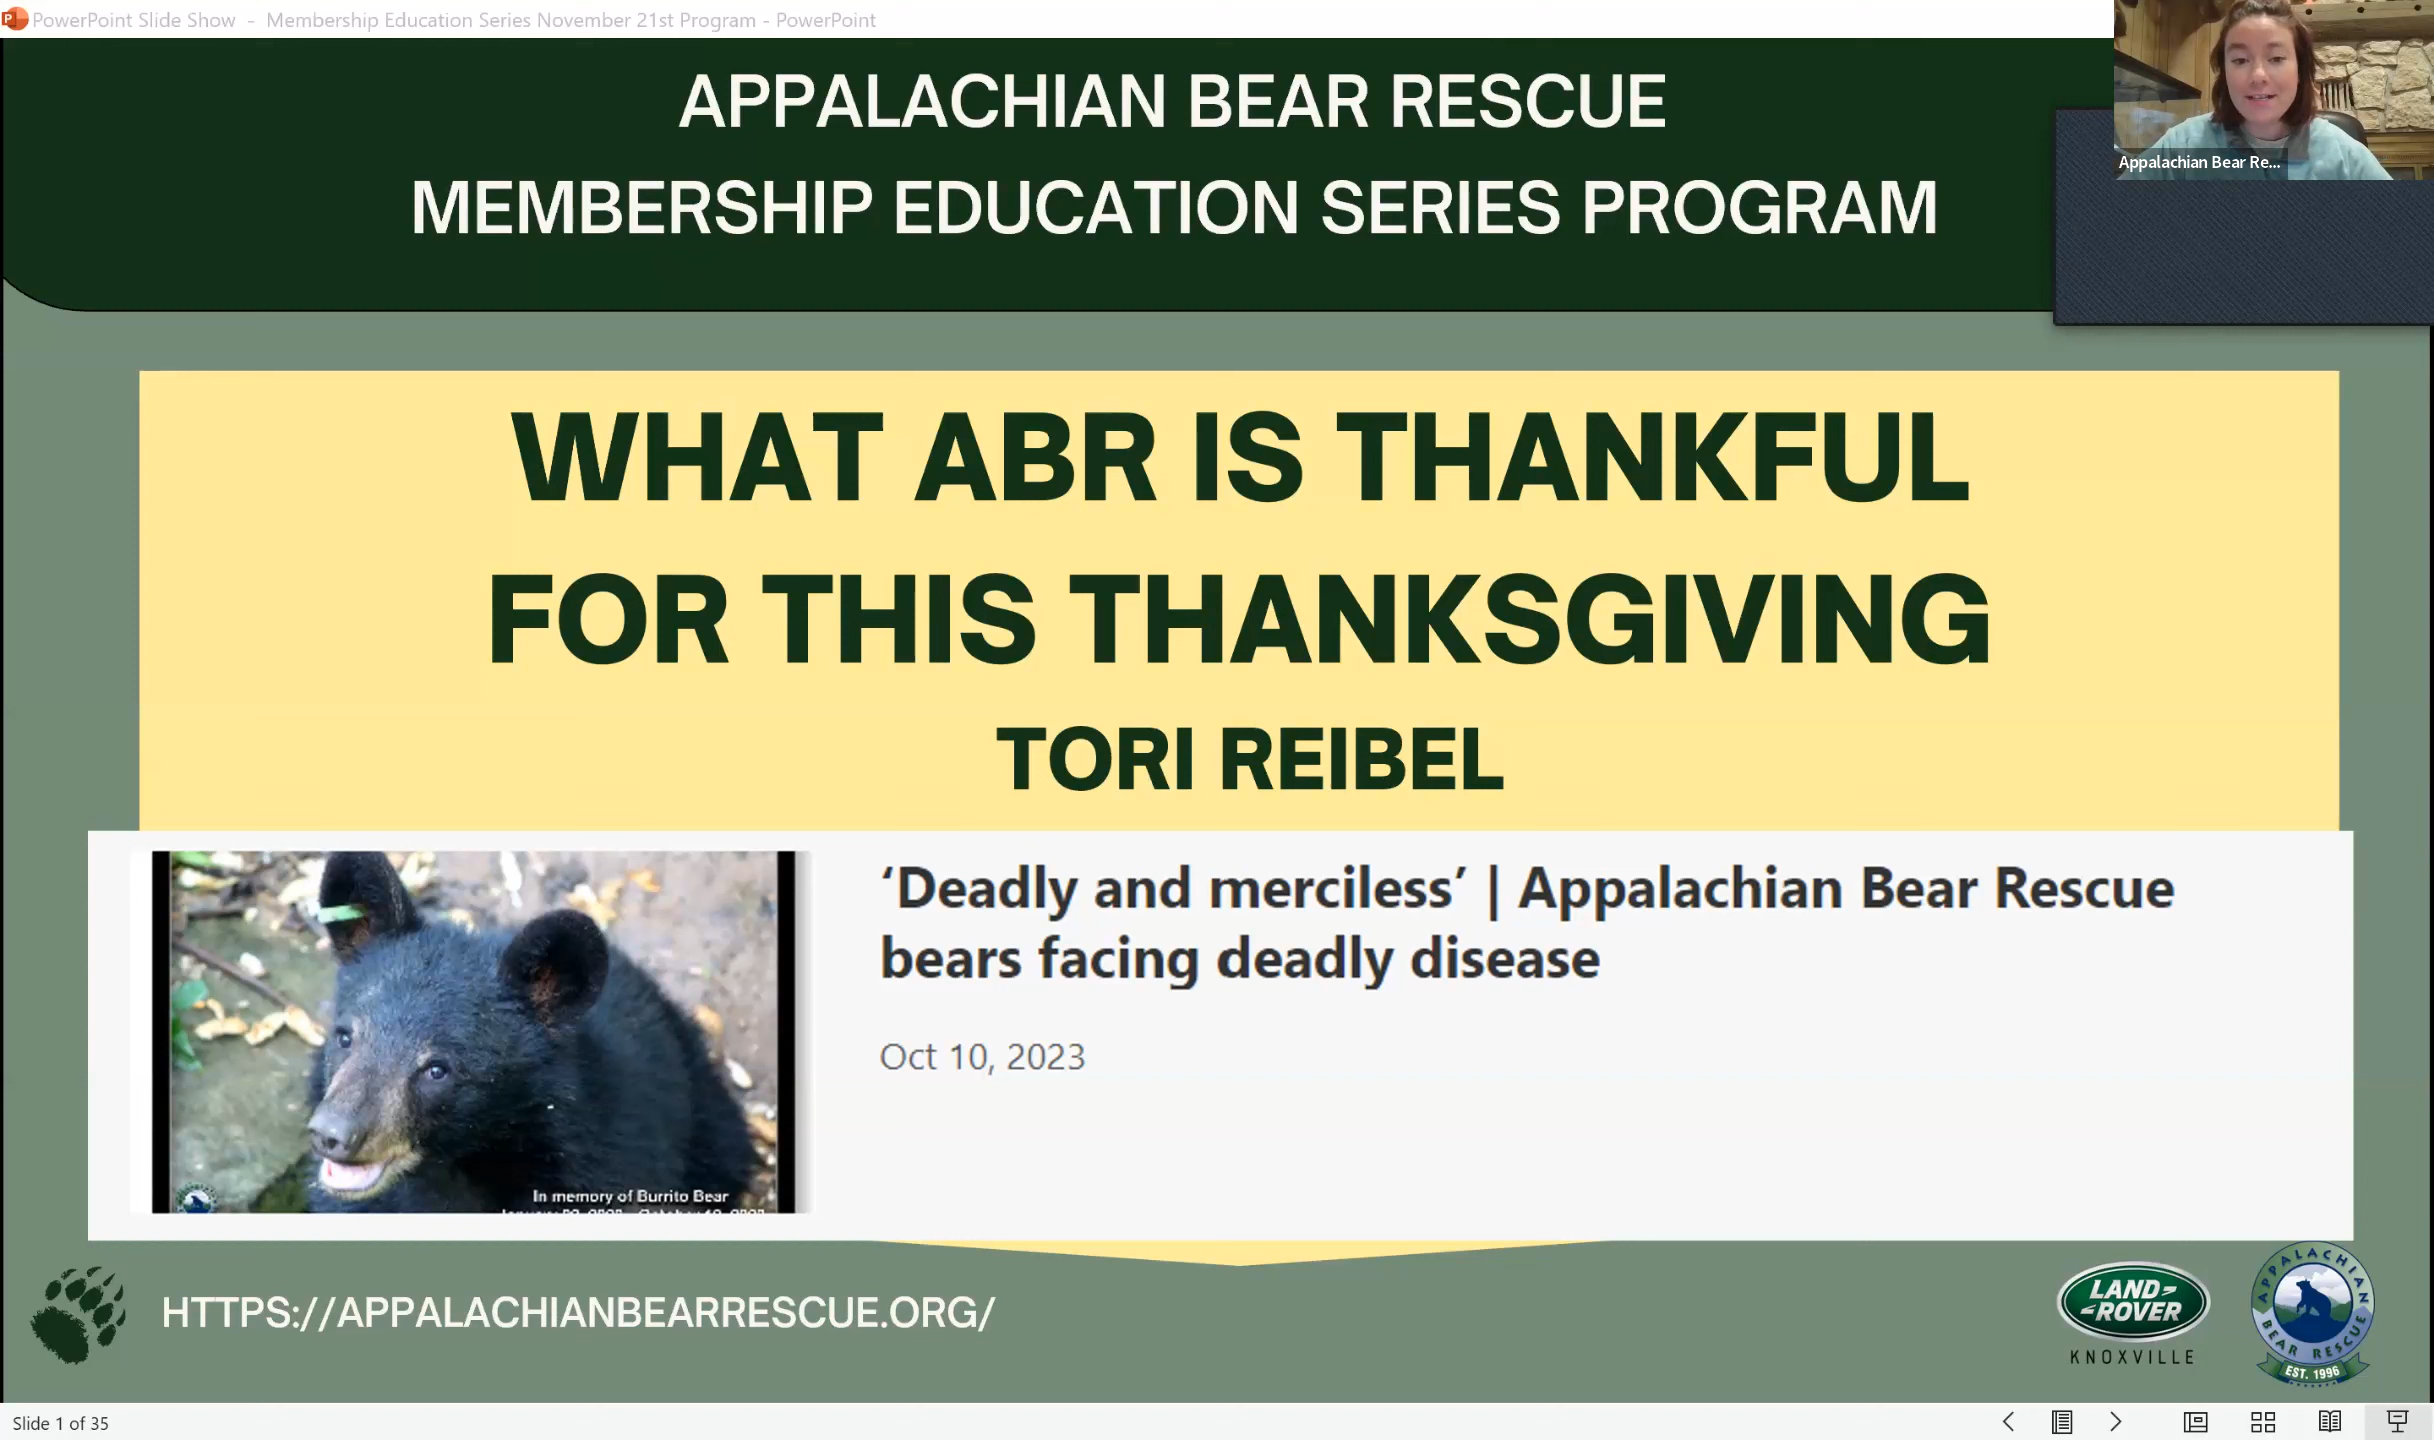 PowerPoint Slide Show - Membership Education Series November 21st Program - PowerPoint
Appalachian Bear Re...
APPALACHIAN BEAR RESCUE
MEMBERSHIP EDUCATION SERIES PROGRAM
WHAT ABR IS THANKFUL
FOR THIS THANKSGIVING
TORI REIBEL
‘Deadly and merciless’ | Appalachian Bear Rescue
bears facing deadly disease
Oct 10, 2023
In memory of Burrito Bear
HTTPS://APPALACHIANBEARRESCUE.ORG/
LAND
ROVER
KNOXVILLE
APPALACHIAN
BEAR RESCUE
EST. 1996
Slide 1 of 35